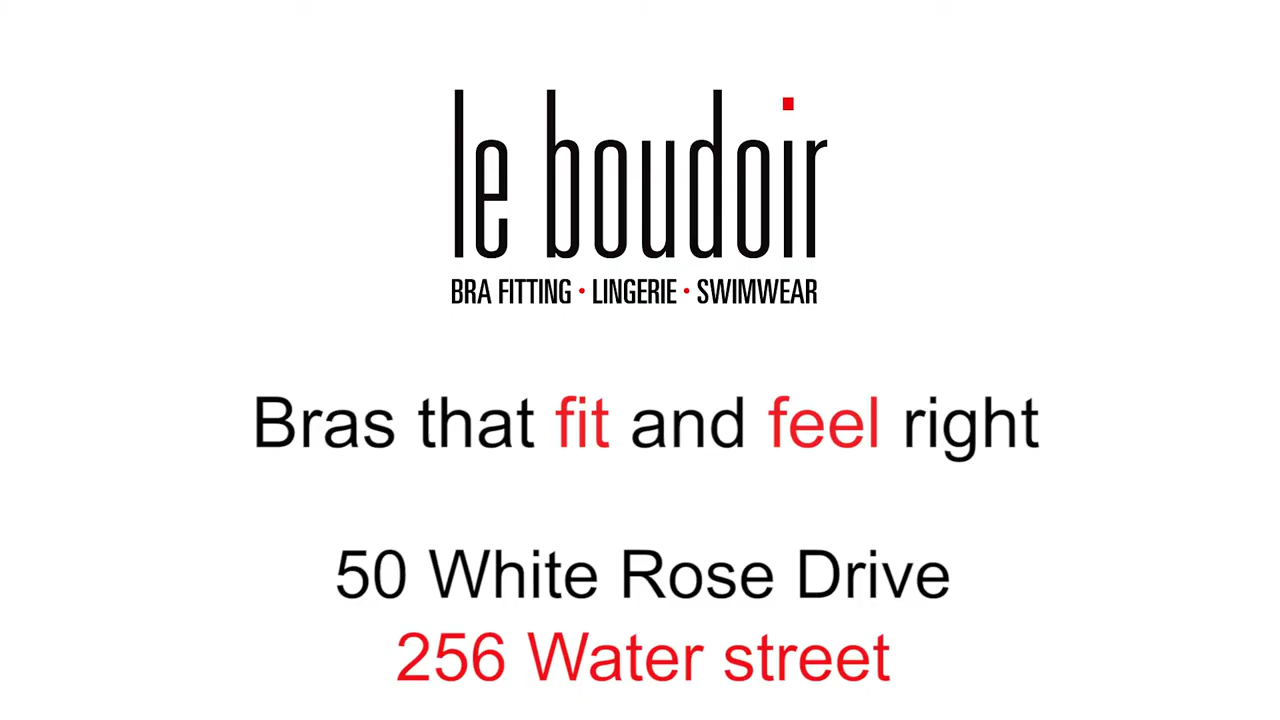 le boudoir
BRA FITTING • LINGERIE • SWIMWEAR
Bras that fit and feel right
50 White Rose Drive
256 Water street